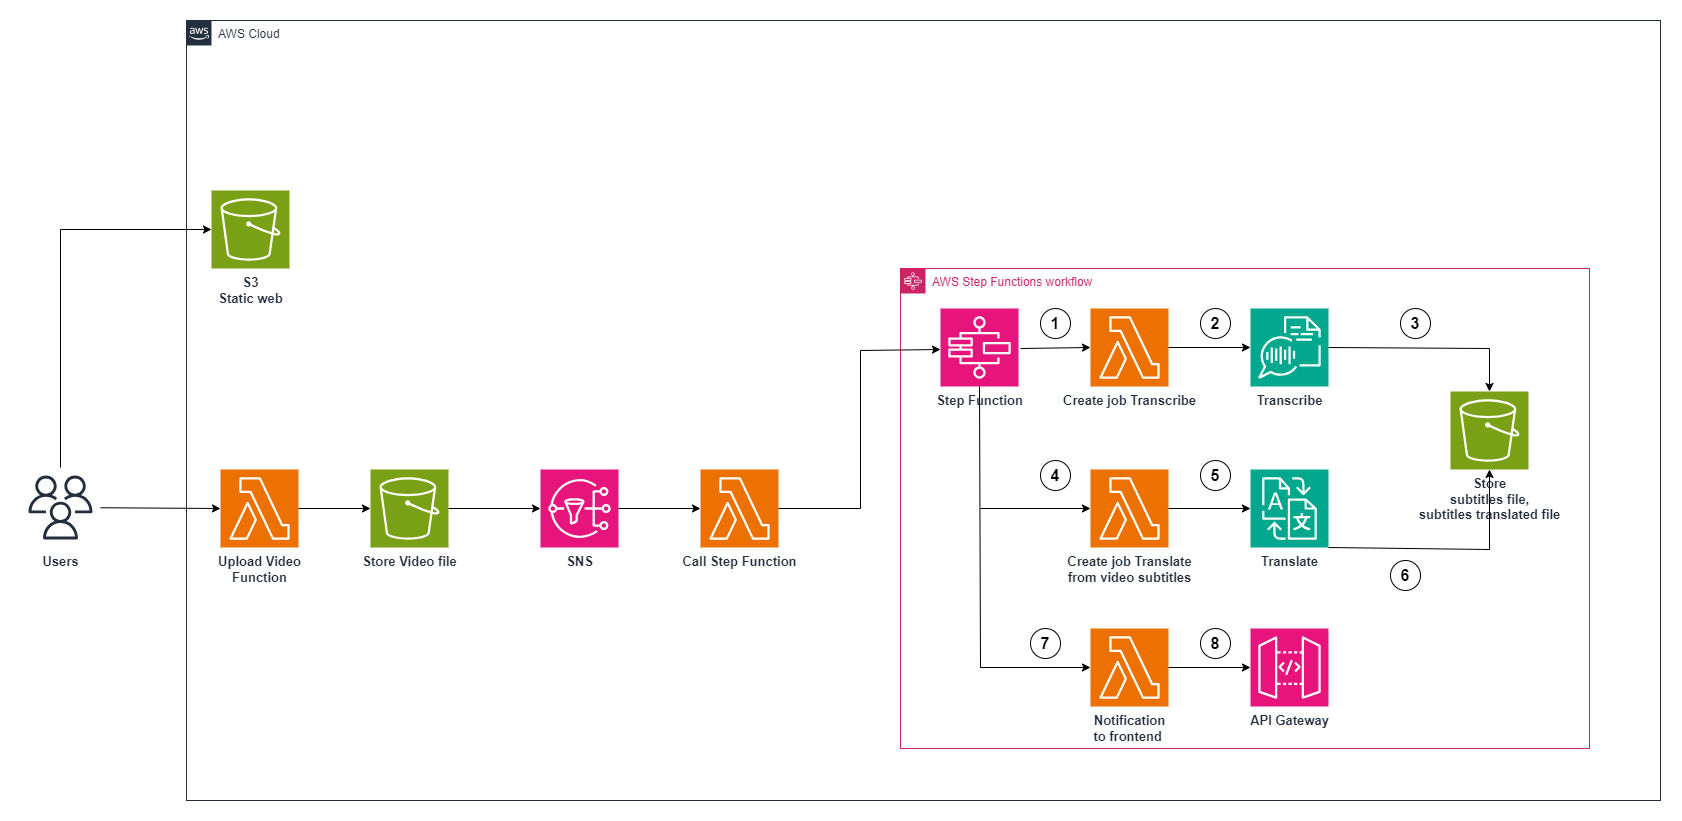 aws
AWS Cloud
S3
Static web
AWS Step Functions workflow
1
2
3
Step Function
Create job Transcribe
Transcribe
4
5
A
文
Store
subtitles file,
subtitles translated file
Users
Upload Video
Function
Store Video file
SNS
Call Step Function
Create job Translate
from video subtitles
Translate
6
7
8
</>
Notification
to frontend
API Gateway